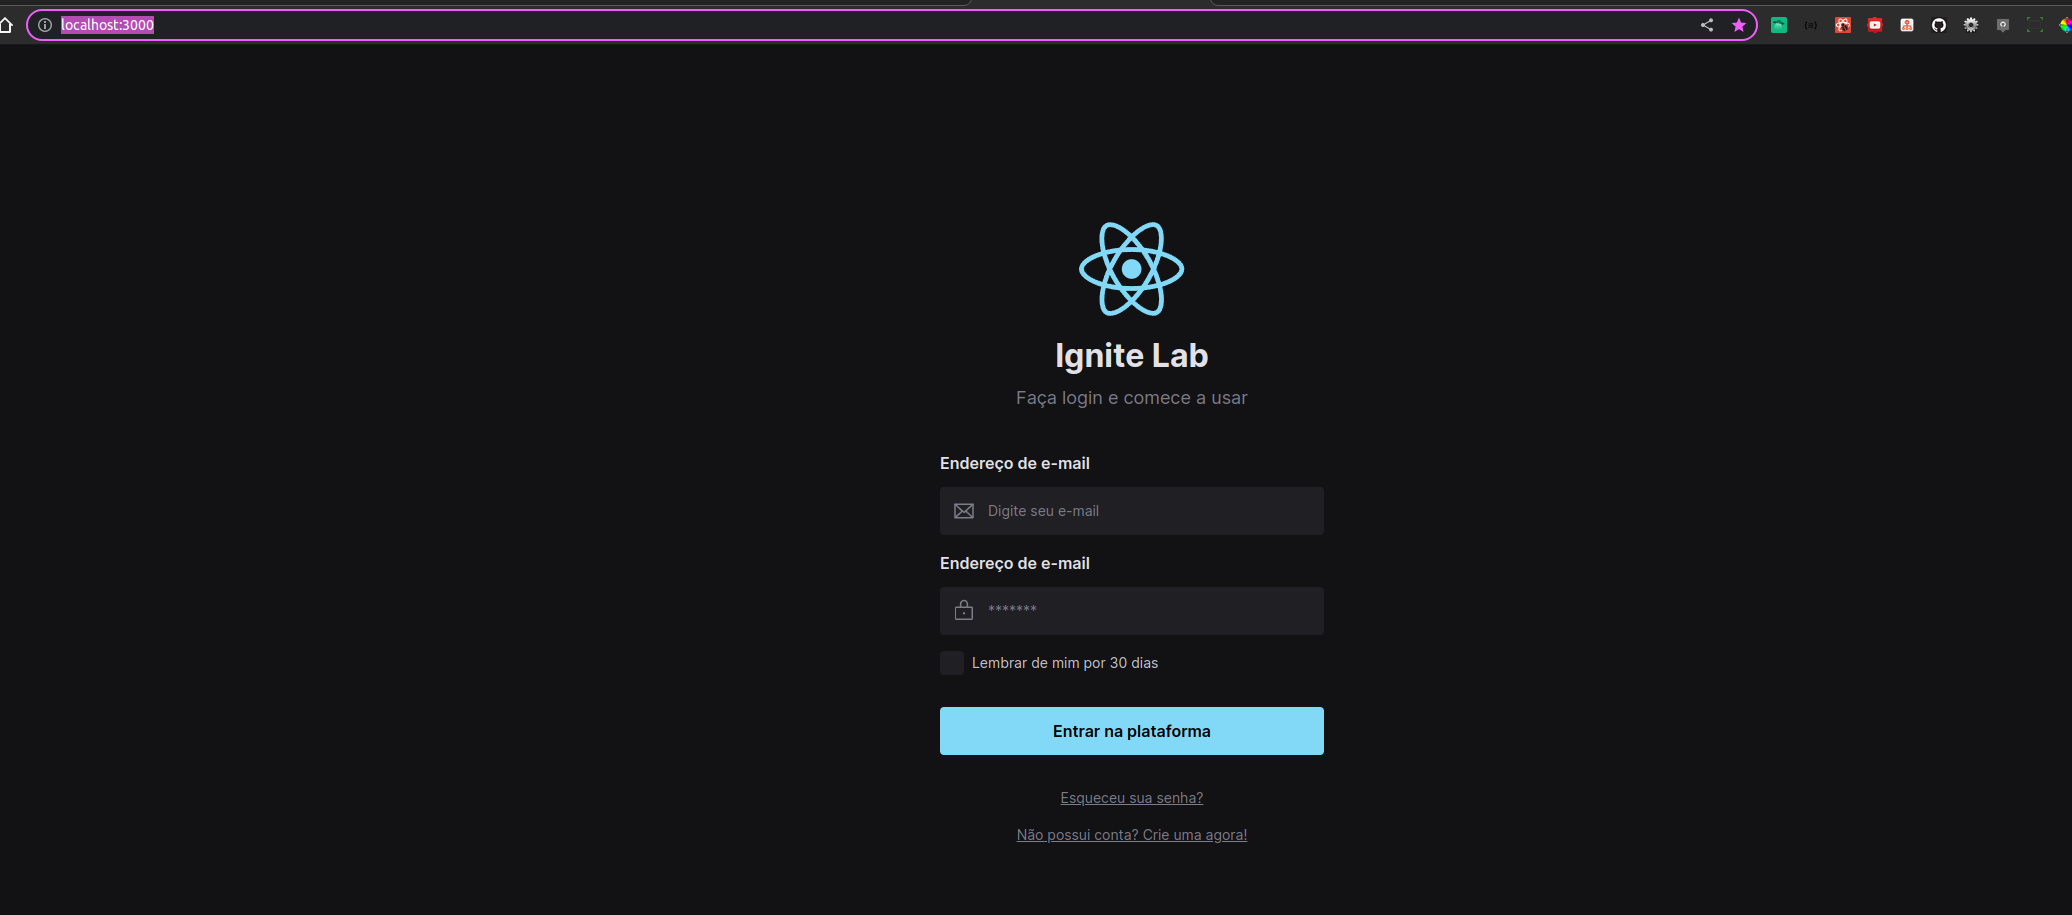 localhost:3000
Ignite Lab
Faça login e comece a usar
Endereço de e-mail
Digite seu e-mail
Endereço de e-mail
*******
Lembrar de mim por 30 dias
Entrar na plataforma
Esqueceu sua senha?
Não possui conta? Crie uma agora!